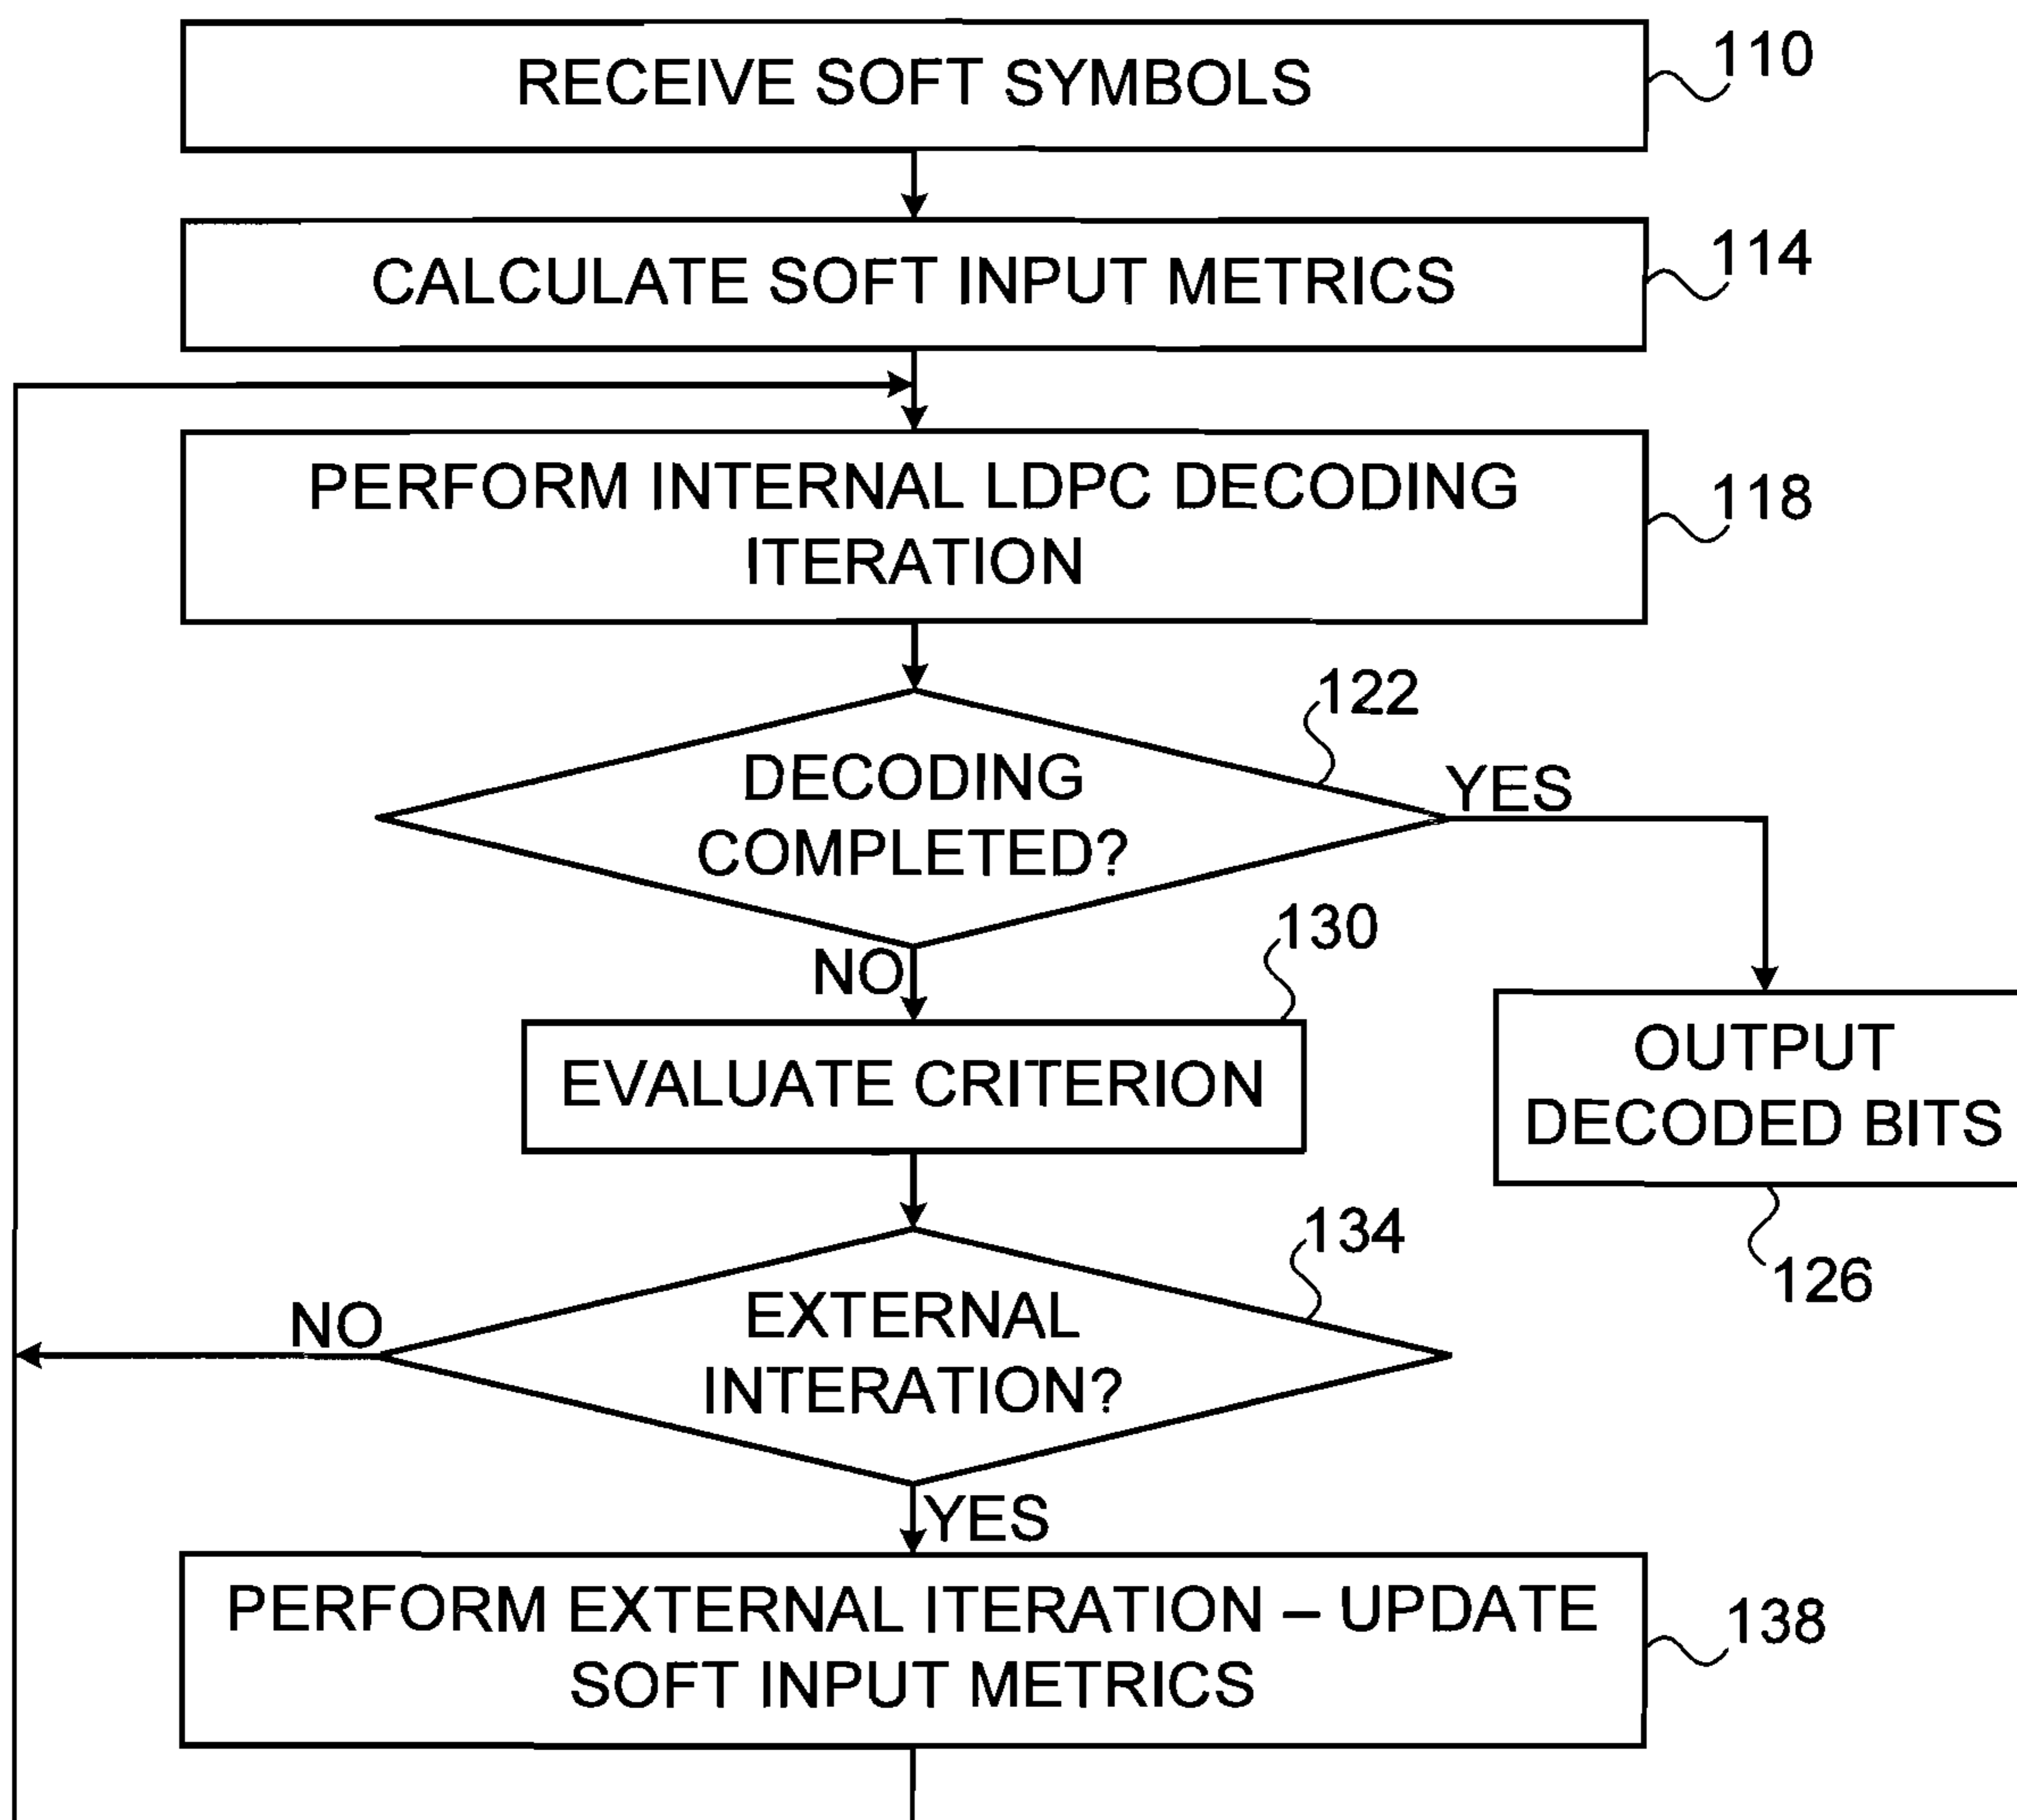 RECEIVE SOFT SYMBOLS
110
CALCULATE SOFT INPUT METRICS
114
PERFORM INTERNAL LDPC DECODING
ITERATION
118
122
DECODING
COMPLETED?
YES
NO
130
EVALUATE CRITERION
OUTPUT
DECODED BITS
126
134
EXTERNAL
INTERATION?
NO
YES
PERFORM EXTERNAL ITERATION – UPDATE
SOFT INPUT METRICS
138